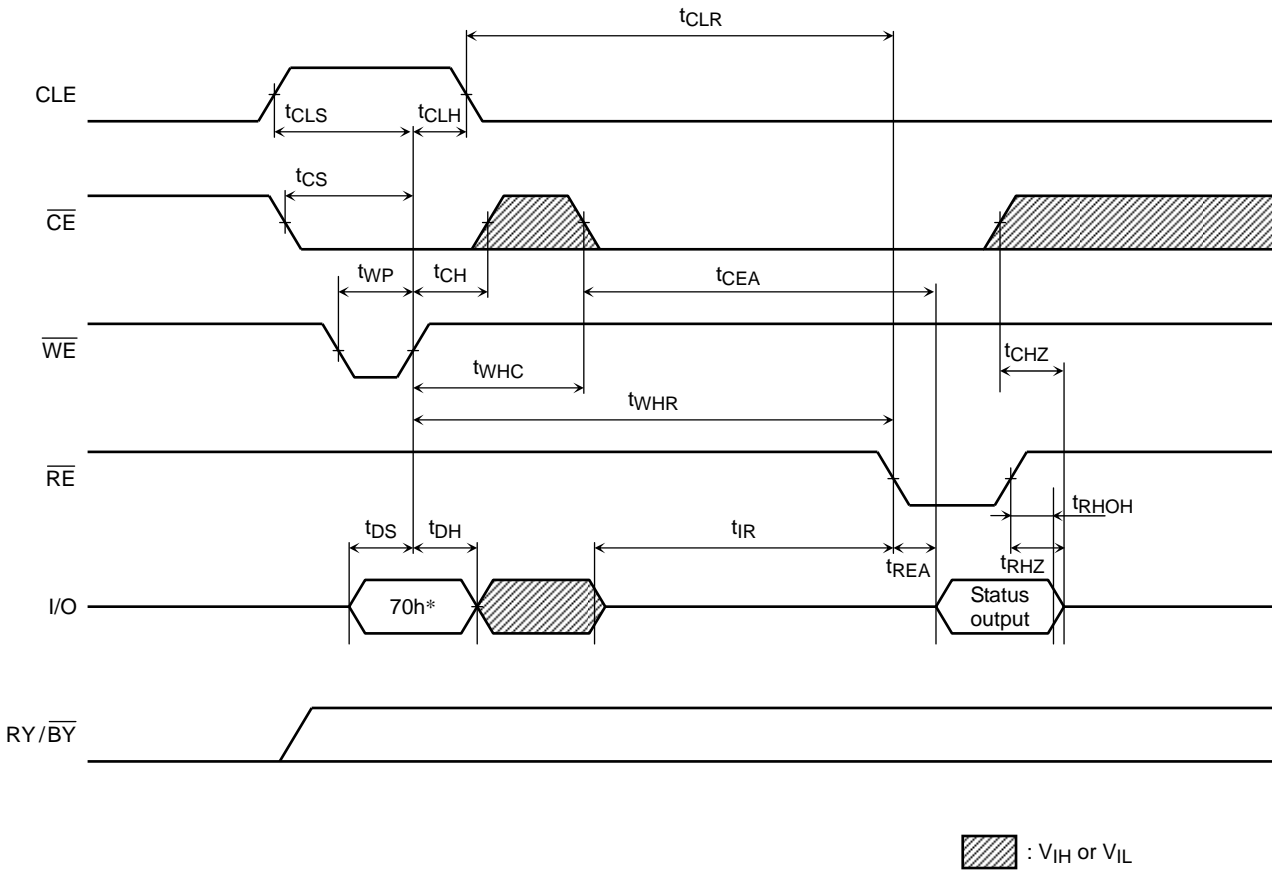 tCLR
CLE
tCLS
tCLH
tCS
CE
tWP
tCH
tCEA
WE
tCHZ
tWHC
tWHR
RE
tRHOH
tDS
tDH
tIR
tREA
tRHZ
I/O
70h*
Status
output
RY/BY
: VIH or VIL